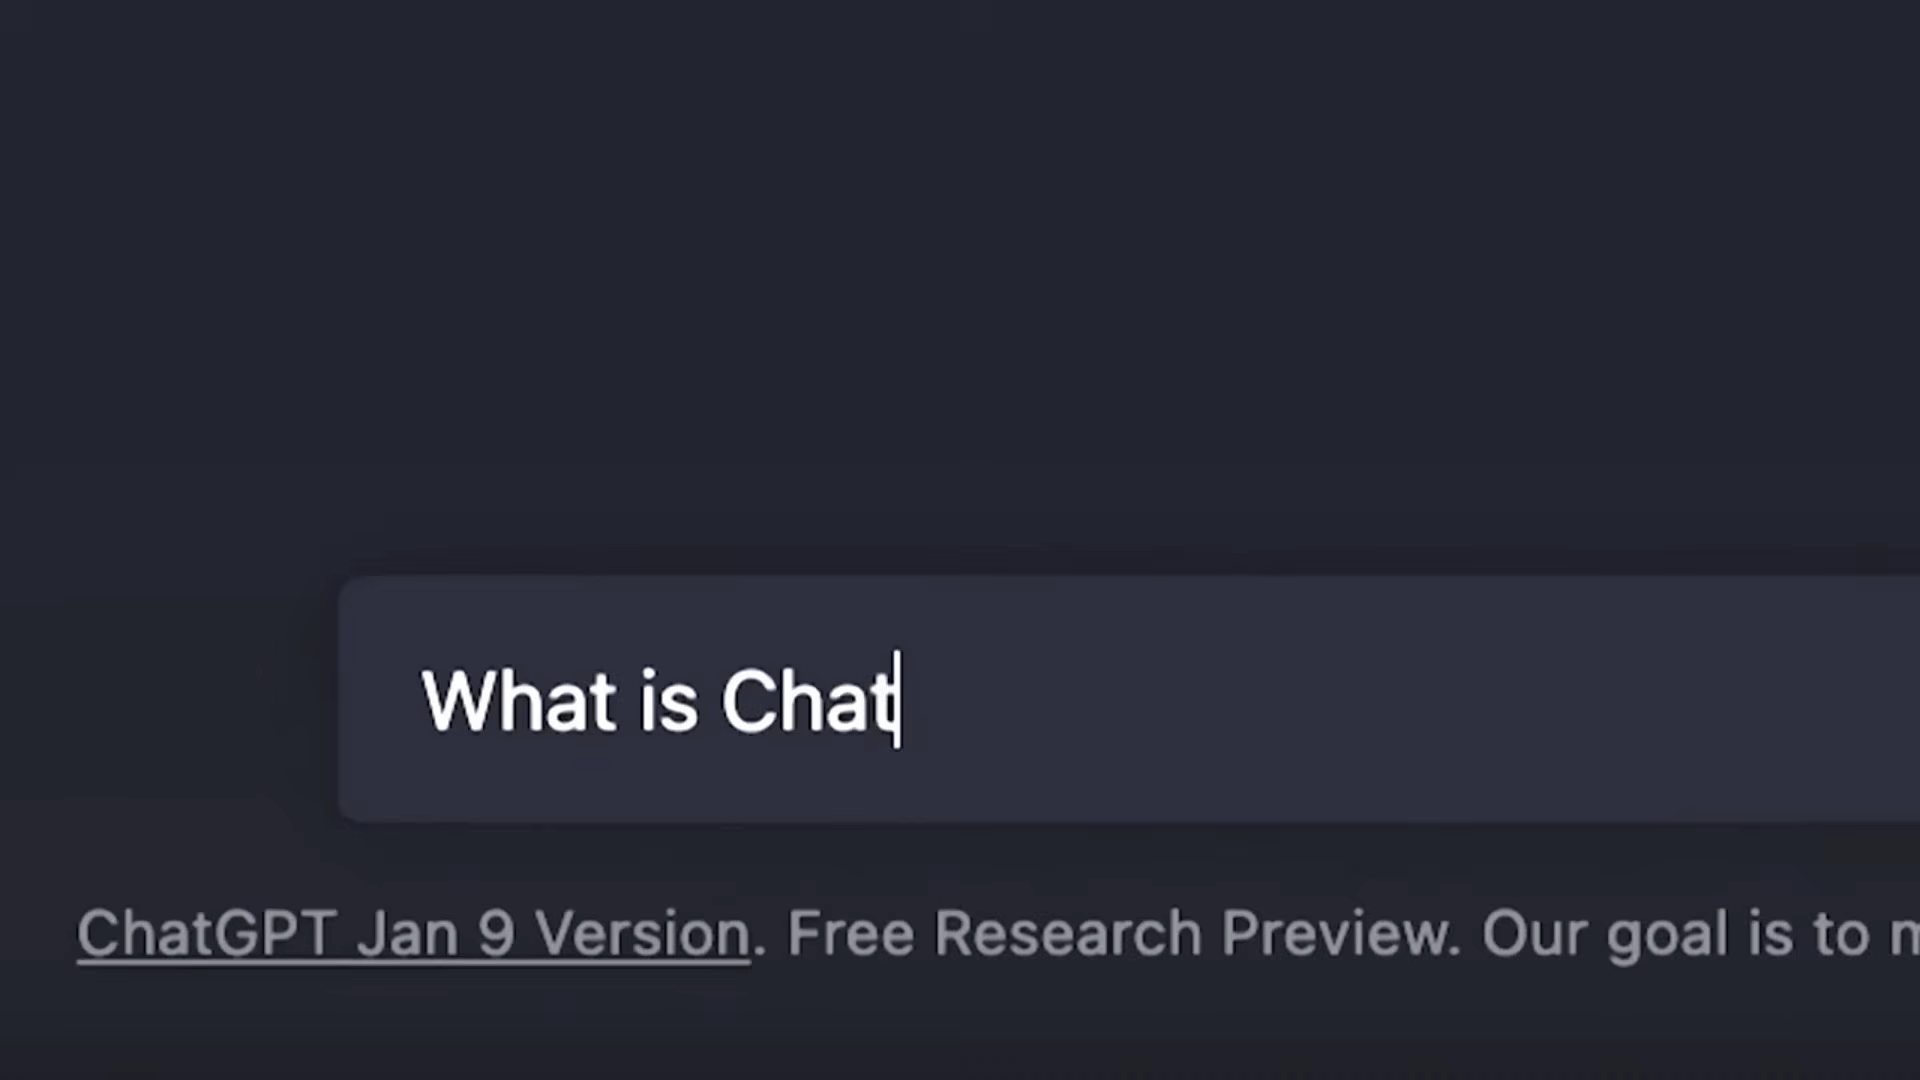 What is Chat
ChatGPT Jan 9 Version. Free Research Preview. Our goal is to